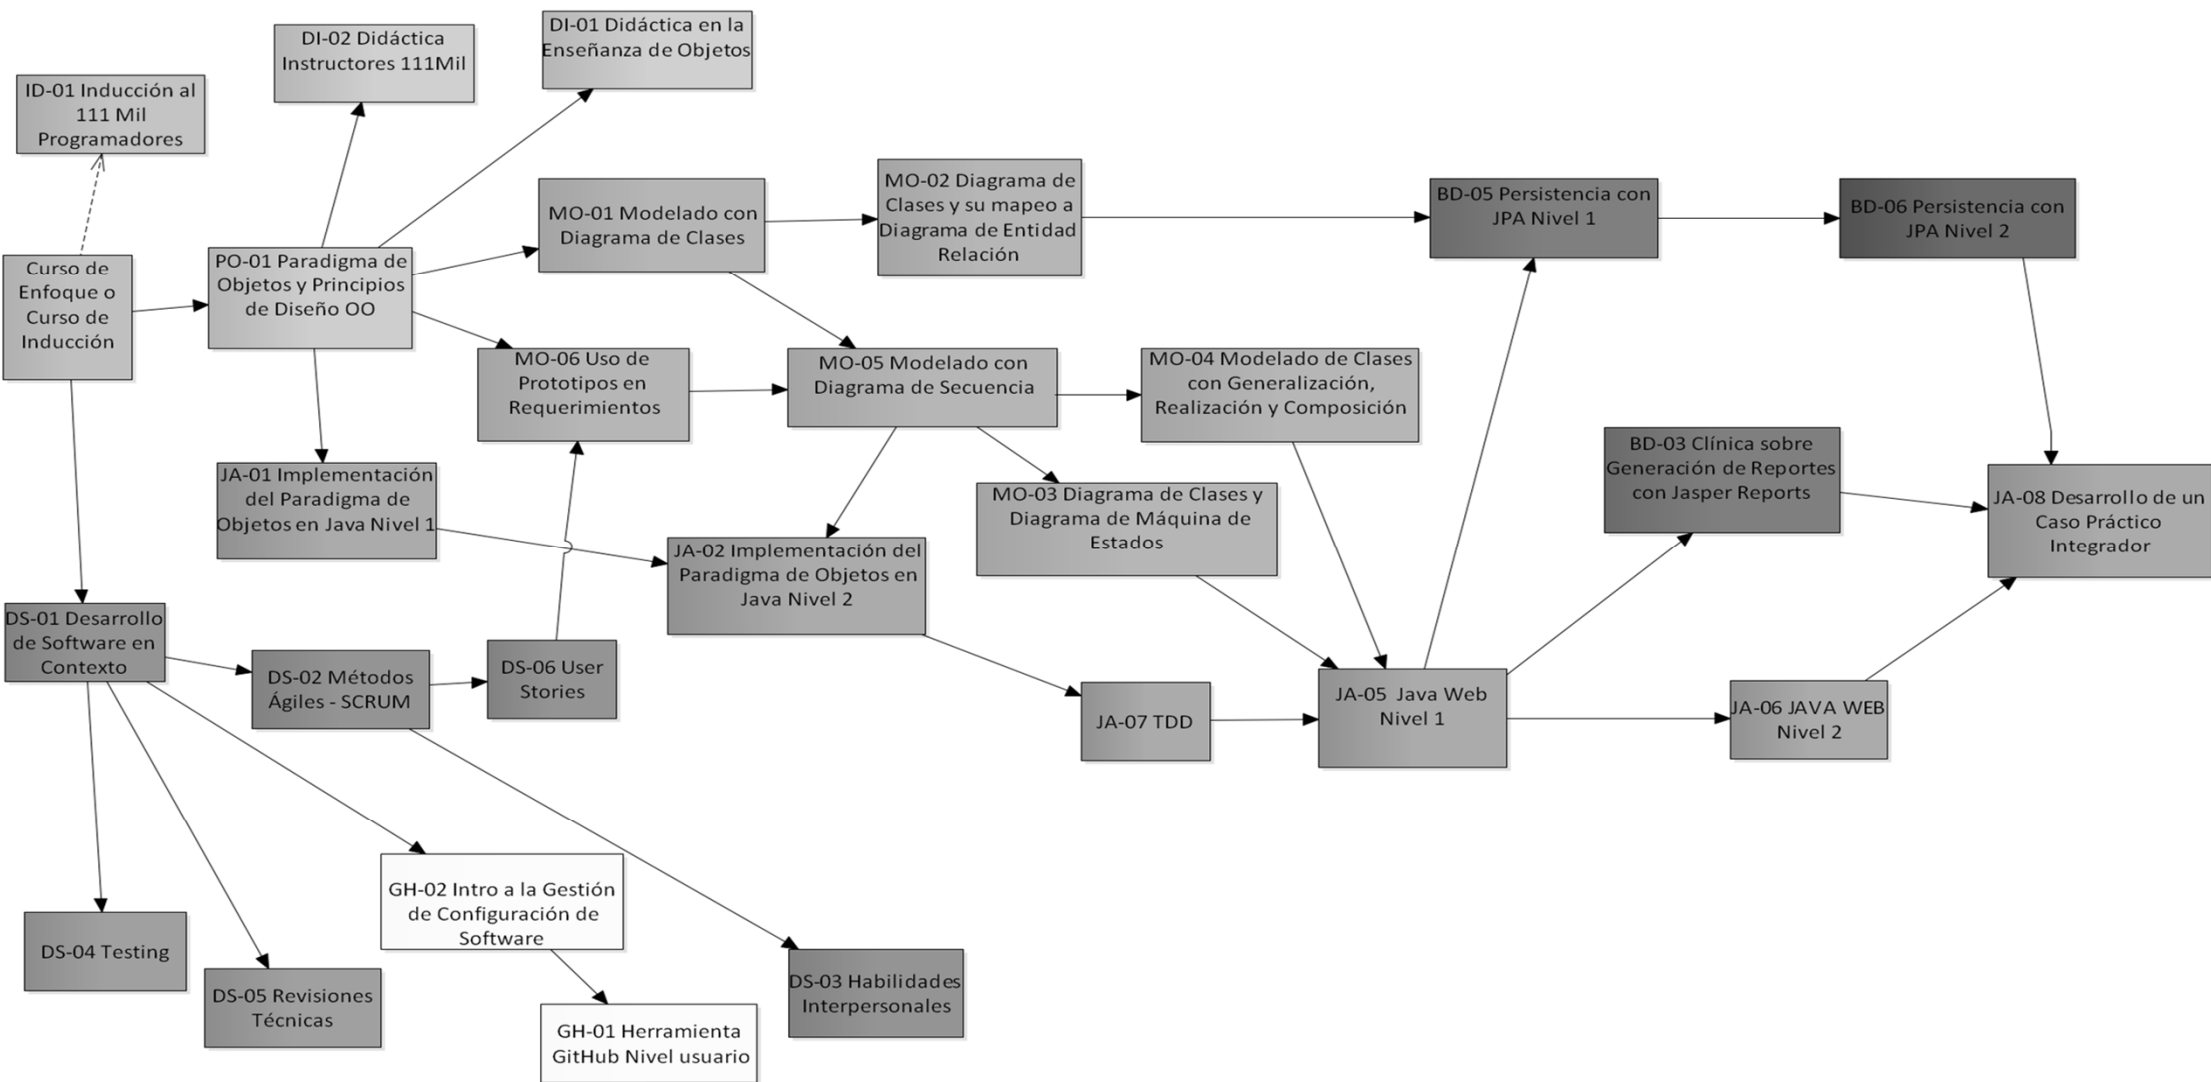 DI-01 Didáctica en la
Enseñanza de Objetos
DI-02 Didáctica
Instructores 111Mil
ID-01 Inducción al
111 Mil
Programadores
MO-01 Modelado con
Diagrama de Clases
MO-02 Diagrama de
Clases y su mapeo a
Diagrama de Entidad
Relación
BD-05 Persistencia con
JPA Nivel 1
BD-06 Persistencia con
JPA Nivel 2
Curso de
Enfoque o
Curso de
Inducción
PO-01 Paradigma de
Objetos y Principios
de Diseño OO
MO-06 Uso de
Prototipos en
Requerimientos
MO-05 Modelado con
Diagrama de Secuencia
MO-04 Modelado de Clases
con Generalización,
Realización y Composición
BD-03 Clínica sobre
Generación de Reportes
con Jasper Reports
JA-08 Desarrollo de un
Caso Práctico
Integrador
JA-01 Implementación
del Paradigma de
Objetos en Java Nivel 1
MO-03 Diagrama de Clases y
Diagrama de Máquina de
Estados
JA-02 Implementación del
Paradigma de Objetos en
Java Nivel 2
DS-01 Desarrollo
de Software en
Contexto
DS-02 Métodos
Ágiles - SCRUM
DS-06 User
Stories
JA-07 TDD
JA-05 Java Web
Nivel 1
JA-06 JAVA WEB
Nivel 2
GH-02 Intro a la Gestión
de Configuración de
Software
DS-04 Testing
DS-05 Revisiones
Técnicas
DS-03 Habilidades
Interpersonales
GH-01 Herramienta
GitHub Nivel usuario